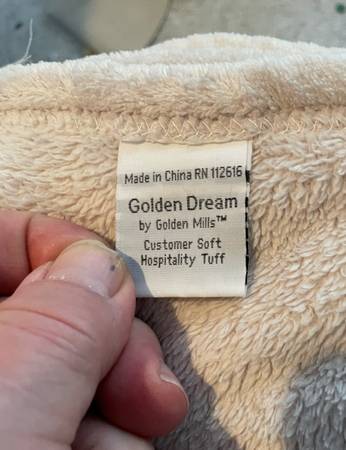 Made in China RN 112616
Golden Dream
by Golden Mills™
Customer Soft
Hospitality Tuff